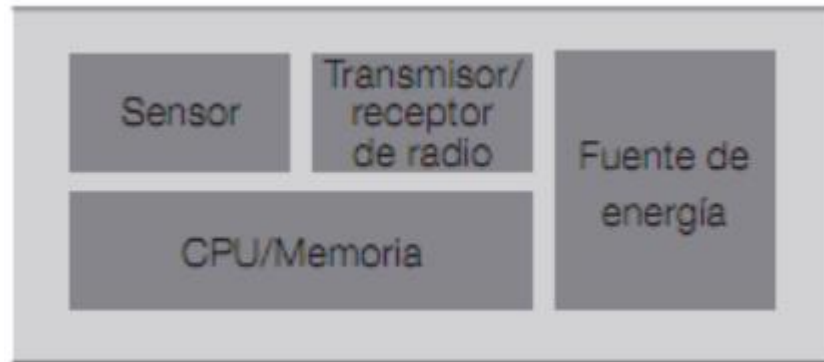 Sensor
Transmisor/
receptor
de radio
Fuente de
energía
CPU/Memoria